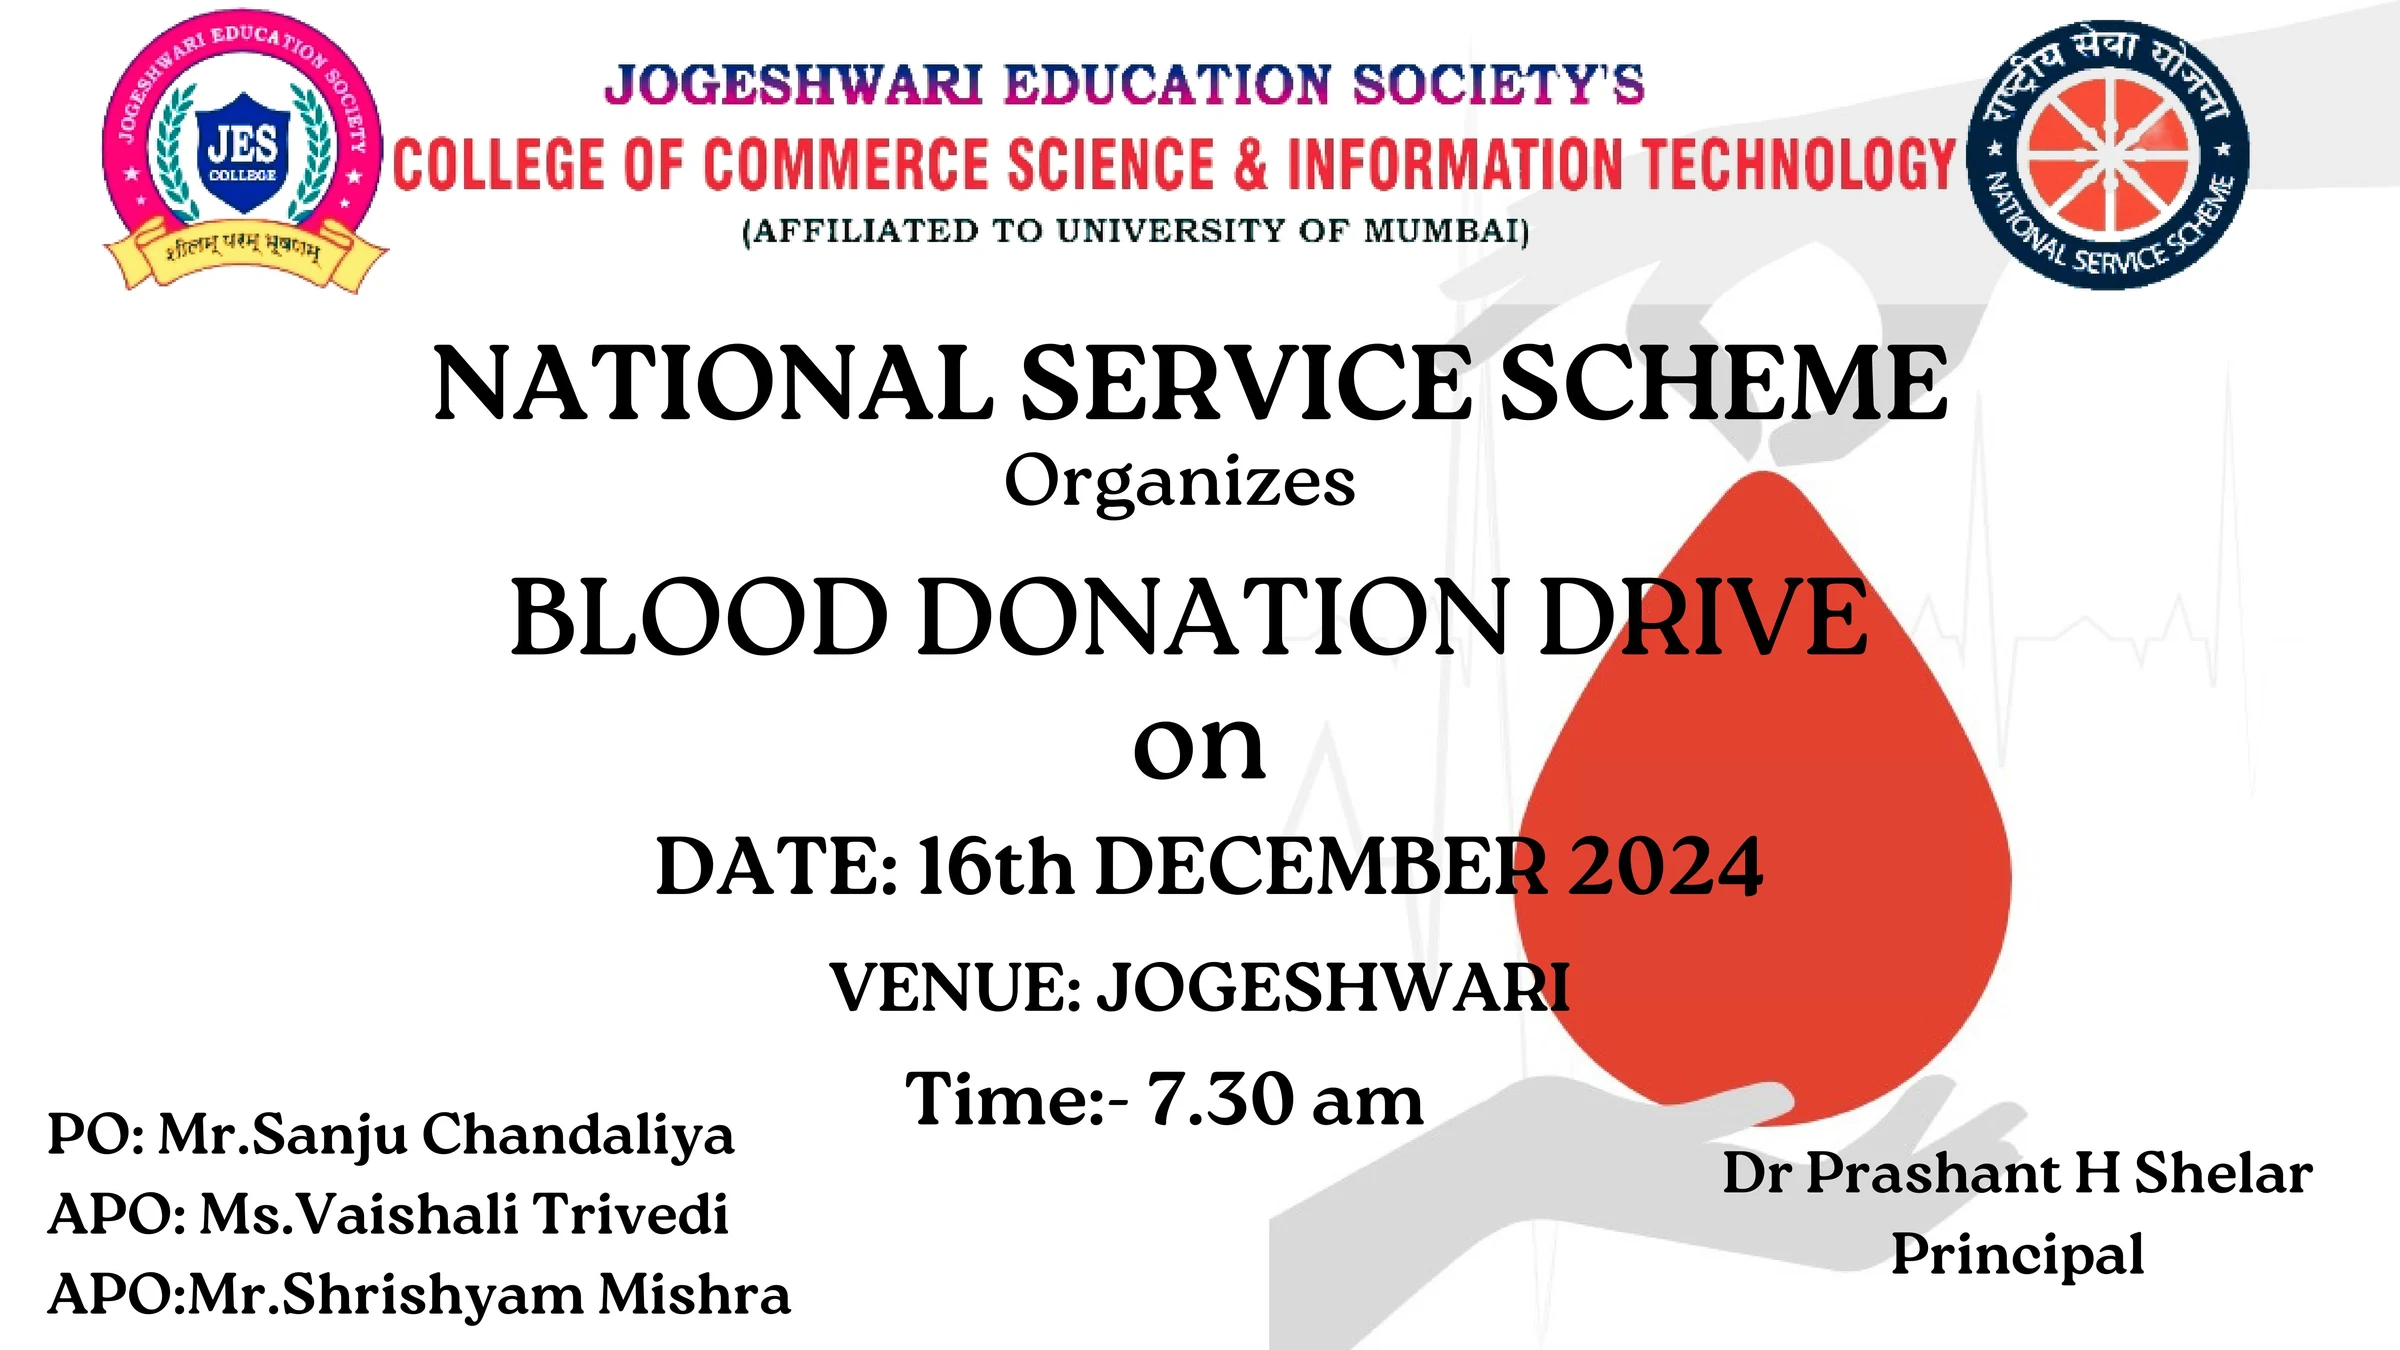 JOGESHWARI EDUCATION SOCIETY
JES
COLLEGE
शीलम् परम् भूषणम्
JOGESHWARI EDUCATION SOCIETY'S
COLLEGE OF COMMERCE SCIENCE & INFORMATION TECHNOLOGY
(AFFILIATED TO UNIVERSITY OF MUMBAI)
राष्ट्रीय सेवा योजना
NATIONAL SERVICE SCHEME
NATIONAL SERVICE SCHEME
Organizes
BLOOD DONATION DRIVE
on
DATE: 16th DECEMBER 2024
VENUE: JOGESHWARI
Time:- 7.30 am
PO: Mr.Sanju Chandaliya
APO: Ms.Vaishali Trivedi
APO:Mr.Shrishyam Mishra
Dr Prashant H Shelar
Principal